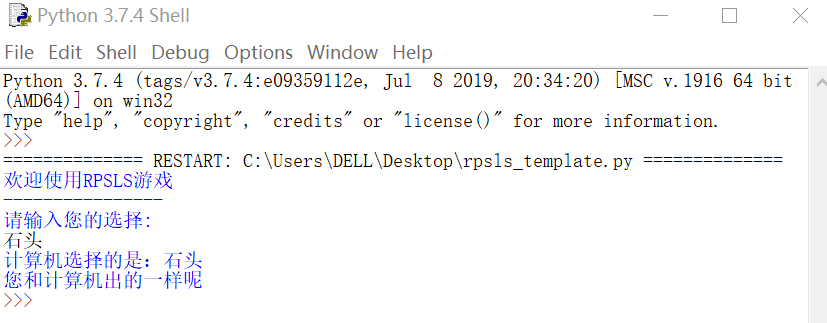 Python 3.7.4 Shell
File Edit Shell Debug Options Window Help
Python 3.7.4 (tags/v3.7.4:e09359112e, Jul  8 2019, 20:34:20) [MSC v.1916 64 bit
(AMD64)] on win32
Type "help", "copyright", "credits" or "license()" for more information.
>>>
============== RESTART: C:\Users\DELL\Desktop\rpsls_template.py ==============
欢迎使用RPSLS游戏
----------------
请输入您的选择:
石头
计算机选择的是：石头
您和计算机出的一样呢
>>>